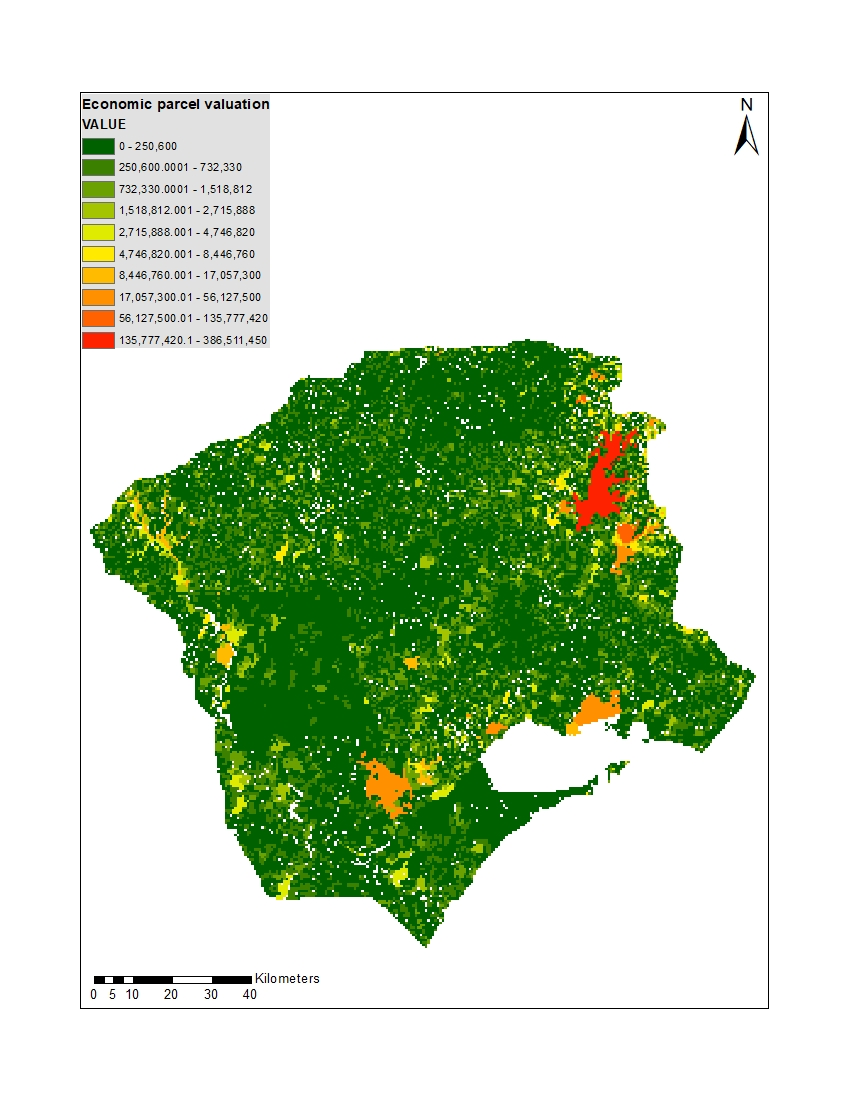 Economic parcel valuation
VALUE
0 - 250,600
250,600.0001 - 732,330
732,330.0001 - 1,518,812
1,518,812.001 - 2,715,888
2,715,888.001 - 4,746,820
4,746,820.001 - 8,446,760
8,446,760.001 - 17,057,300
17,057,300.01 - 56,127,500
56,127,500.01 - 135,777,420
135,777,420.1 - 386,511,450
N
Kilometers
0 5 10 20 30 40